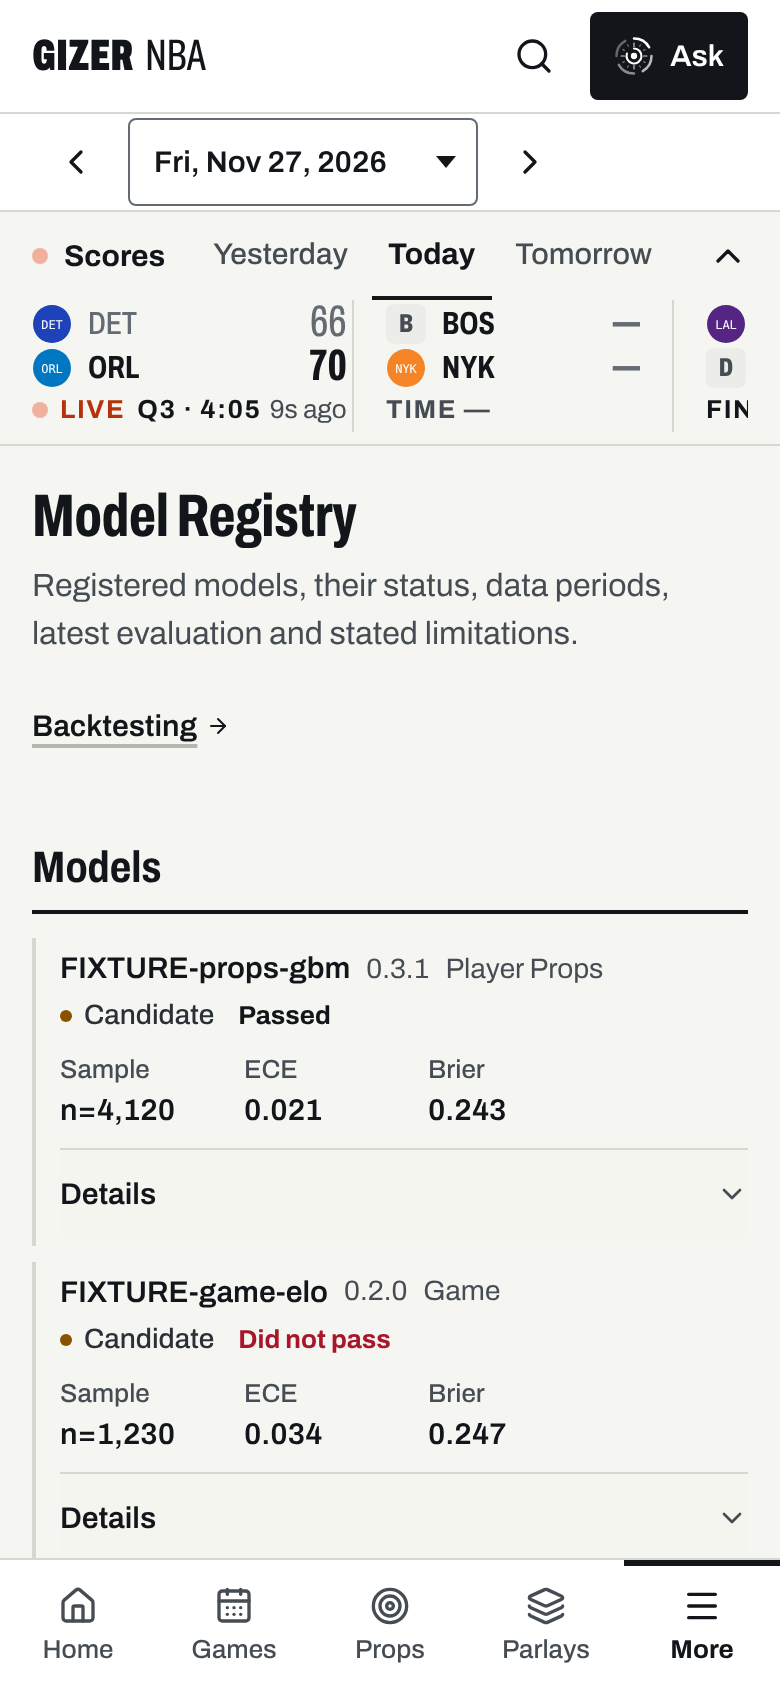 GIZER NBA
Ask
Fri, Nov 27, 2026
Scores Yesterday Today Tomorrow
DET DET 66
ORL ORL 70
LIVE Q3 · 4:05 9s ago
B BOS —
NYK NYK —
TIME —
LAL
D
FIN
Model Registry
Registered models, their status, data periods,
latest evaluation and stated limitations.
Backtesting →
Models
FIXTURE-props-gbm 0.3.1 Player Props
Candidate Passed
Sample ECE Brier
n=4,120 0.021 0.243
Details
FIXTURE-game-elo 0.2.0 Game
Candidate Did not pass
Sample ECE Brier
n=1,230 0.034 0.247
Details
Home Games Props Parlays More